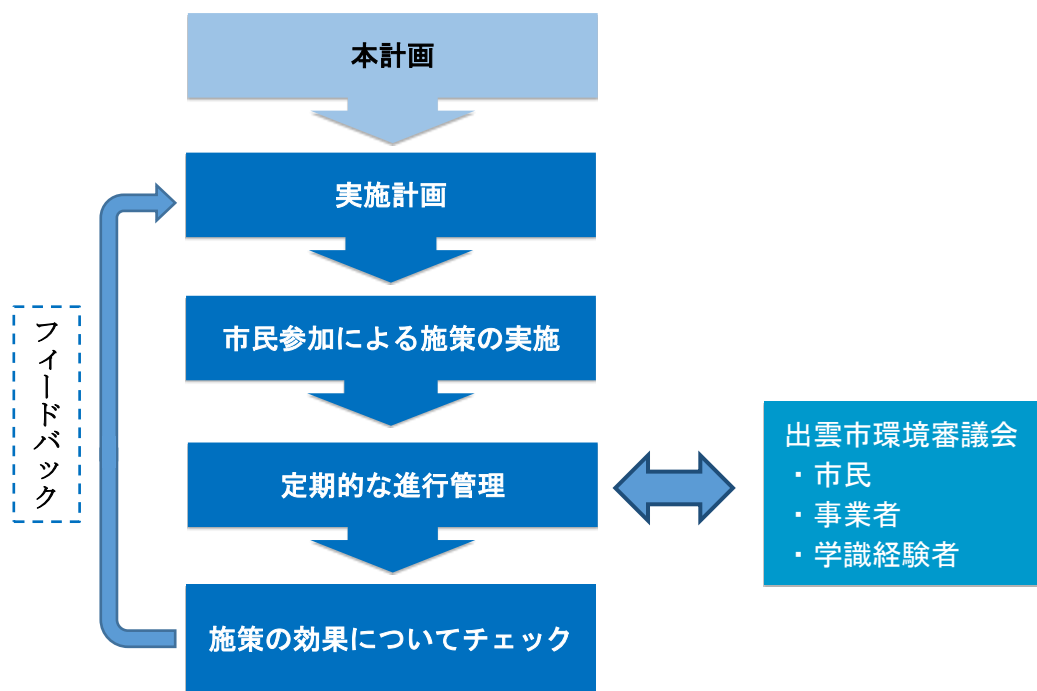 本計画
実施計画
市民参加による施策の実施
定期的な進行管理
施策の効果についてチェック
フィードバック
出雲市環境審議会
・市民
・事業者
・学識経験者